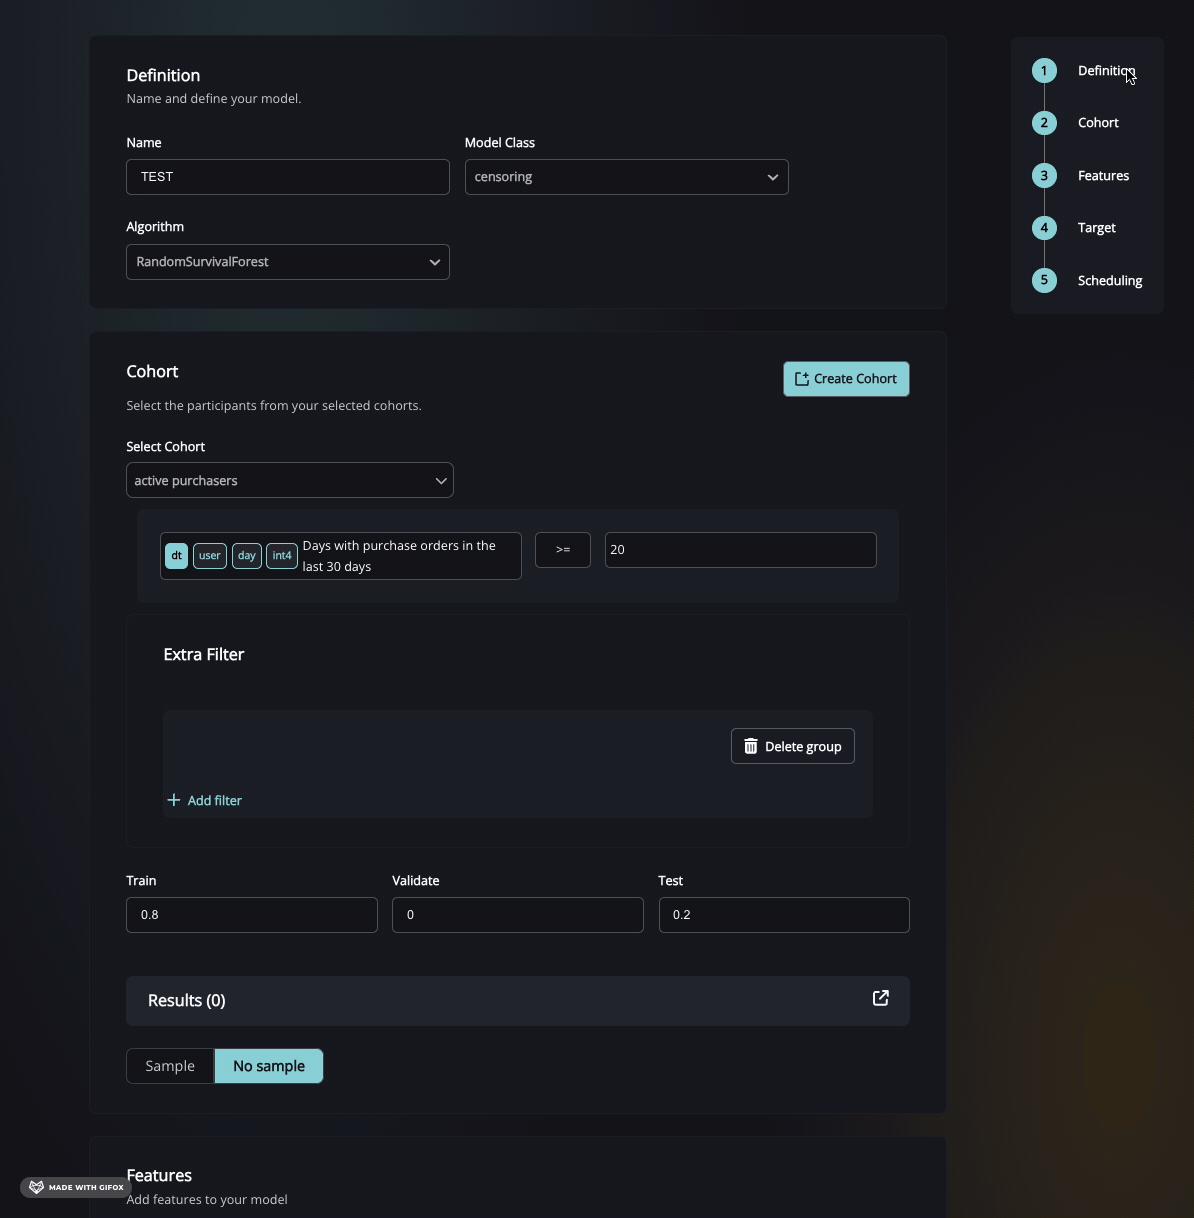 Definition
Name and define your model.
Name
Model Class
TEST
censoring
Algorithm
RandomSurvivalForest
1 Definition
2 Cohort
3 Features
4 Target
5 Scheduling
Cohort
Create Cohort
Select the participants from your selected cohorts.
Select Cohort
active purchasers
dt user day int4 Days with purchase orders in the
last 30 days
>=
20
Extra Filter
Delete group
Add filter
Train
Validate
Test
0.8
0
0.2
Results (0)
Sample
No sample
Features
Add features to your model
MADE WITH GIFOX